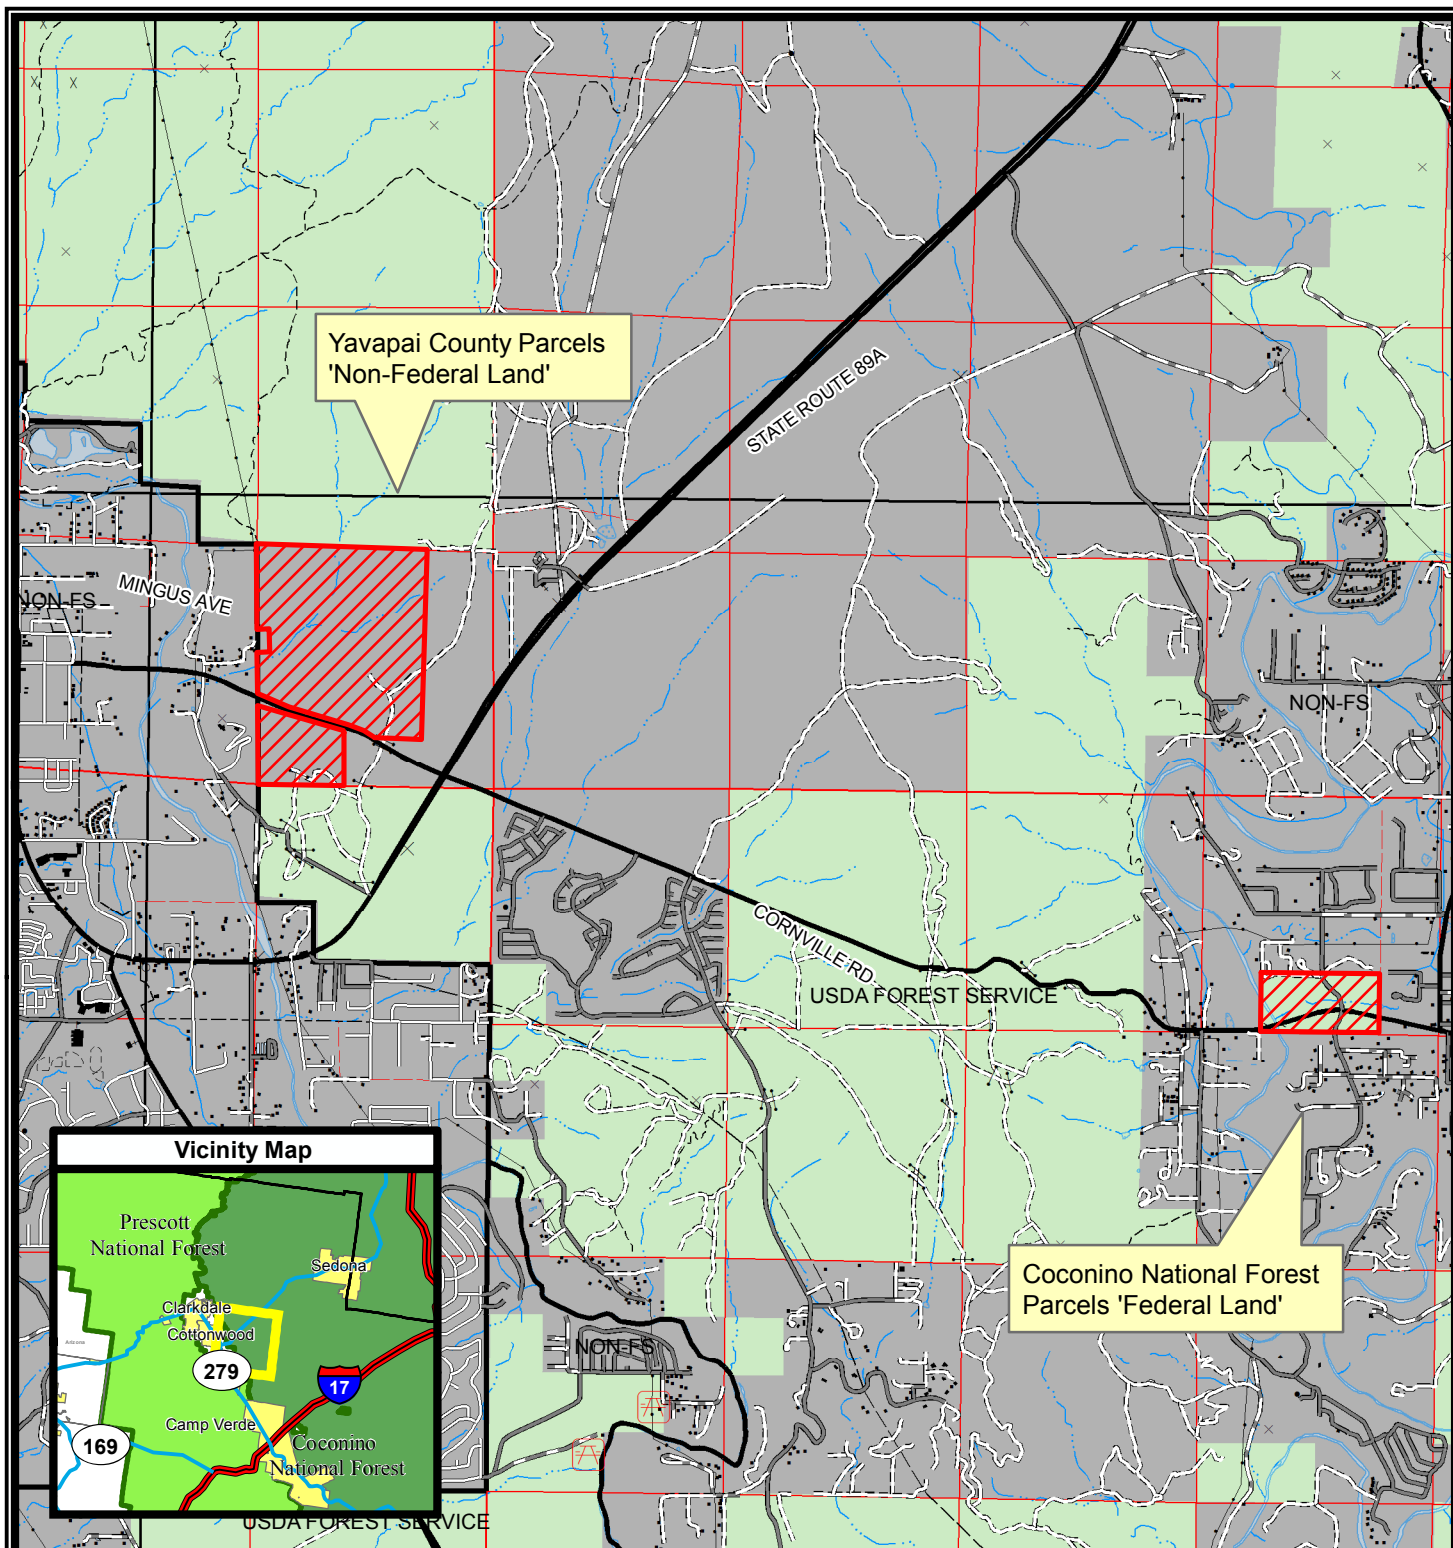 Yavapai County Parcels
'Non-Federal Land'
STATE ROUTE 89A
MINGUS AVE
NON-FS
NON-FS
CORNVILLE RD
USDA FOREST SERVICE
Coconino National Forest
Parcels 'Federal Land'
NON-FS
Vicinity Map
Prescott
National Forest
Sedona
Clarkdale
Cottonwood
279
17
Camp Verde
169
Coconino
National Forest
Arizona
USDA FOREST SERVICE